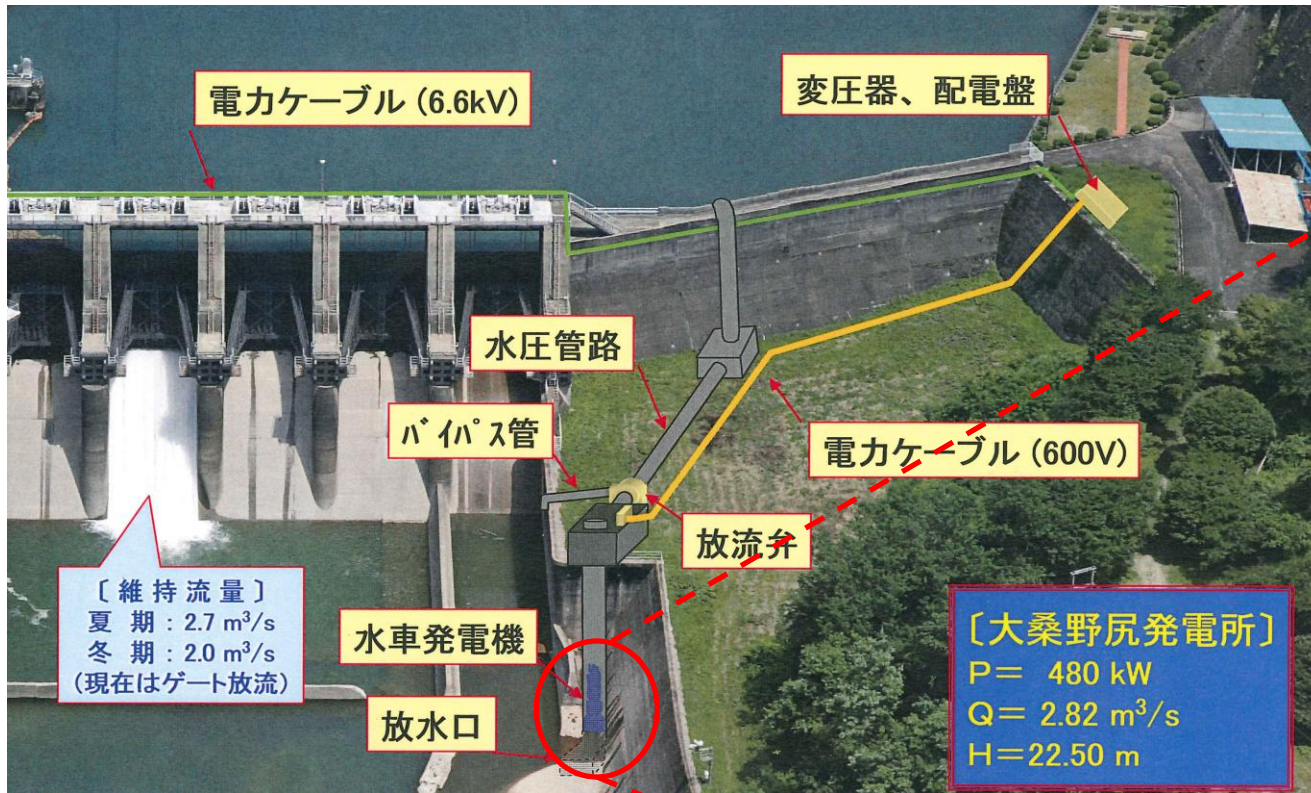 電力ケーブル (6.6kV)
変圧器、配電盤
水圧管路
ﾊﾞｲﾊﾟｽ管
電力ケーブル (600V)
放流弁
〔 維 持 流 量 〕
夏 期 : 2.7 m³/s
冬 期 : 2.0 m³/s
(現在はゲート放流)
水車発電機
放水口
〔大桑野尻発電所〕
P= 480 kW
Q= 2.82 m³/s
H=22.50 m